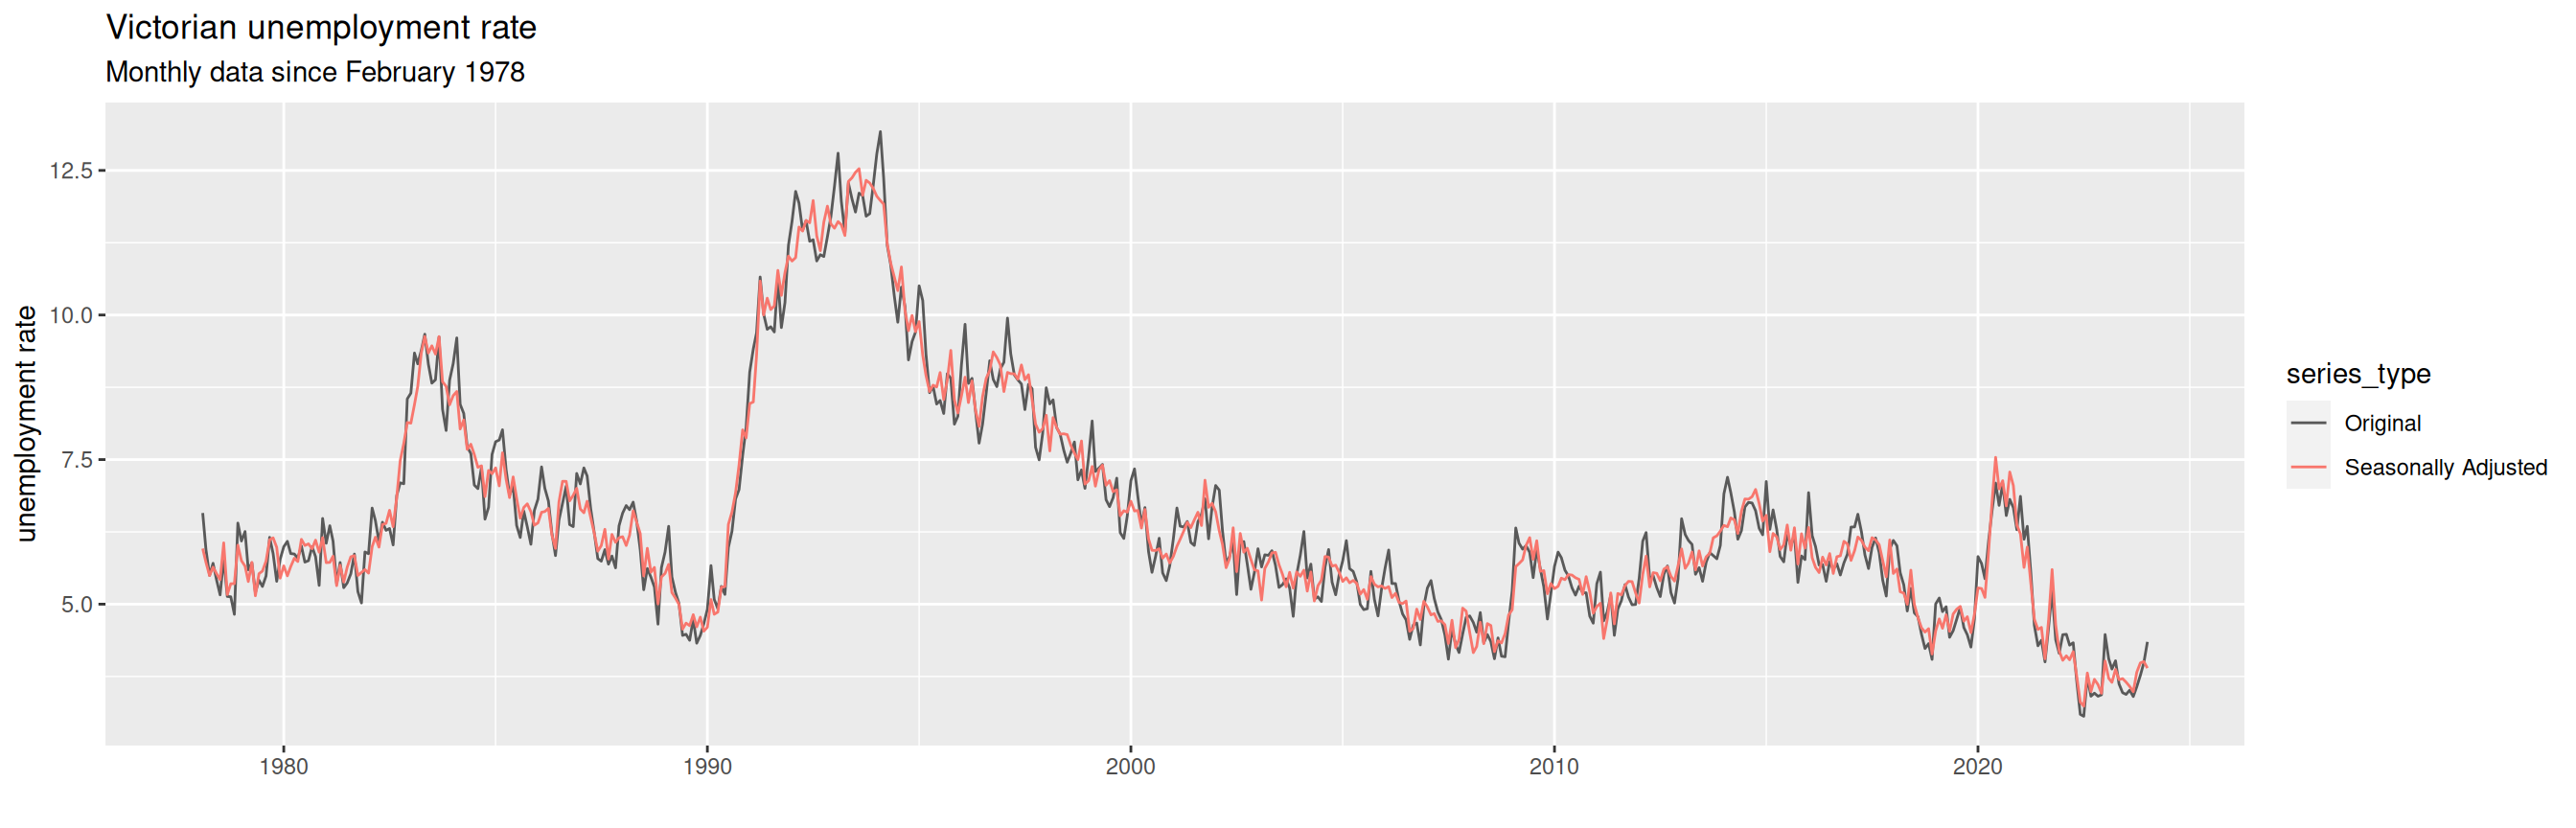 Victorian unemployment rate
Monthly data since February 1978
unemployment rate
12.5
10.0
7.5
5.0
1980 1990 2000 2010 2020
series_type
Original
Seasonally Adjusted